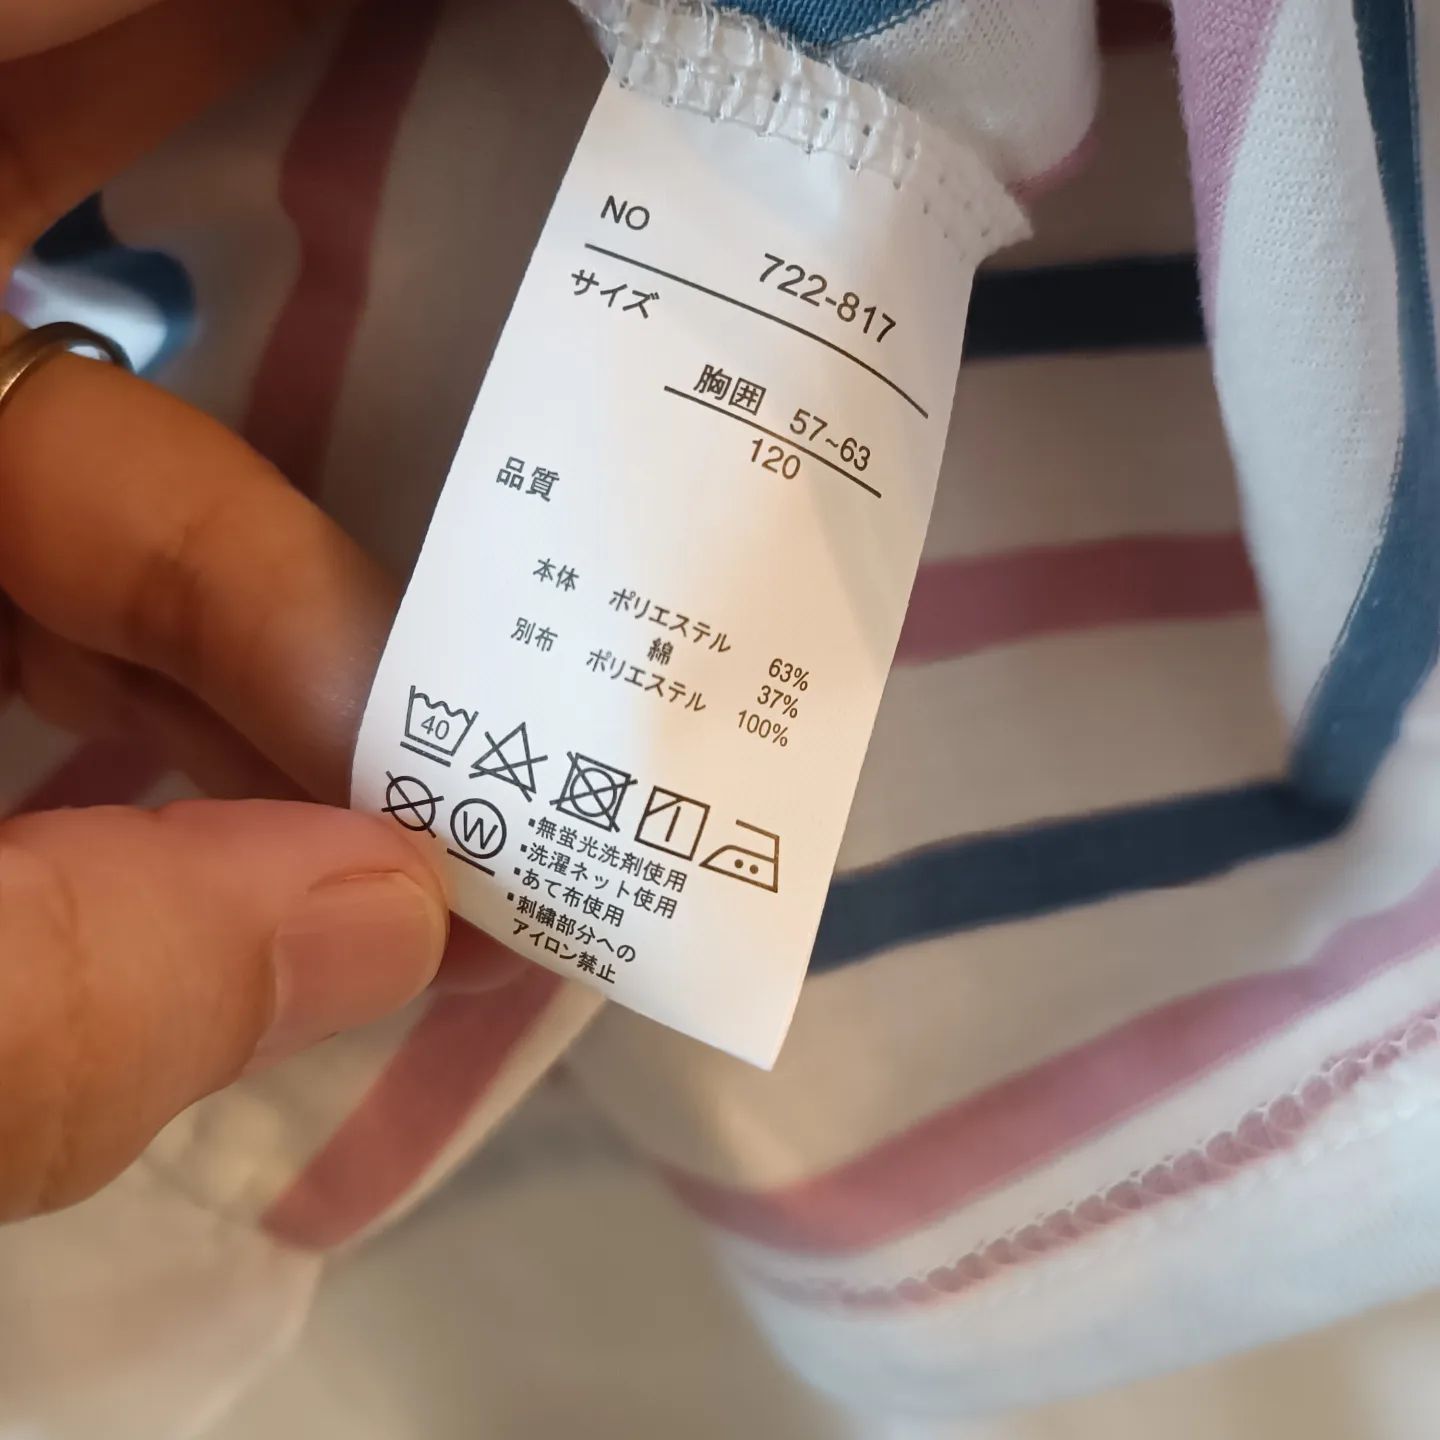 NO
722-817
サイズ
胸囲 57~63
120
品質
本体 ポリエステル 63%
綿 37%
別布 ポリエステル 100%
40
W
▪無蛍光洗剤使用
▪洗濯ネット使用
▪あて布使用
▪刺繍部分への
アイロン禁止